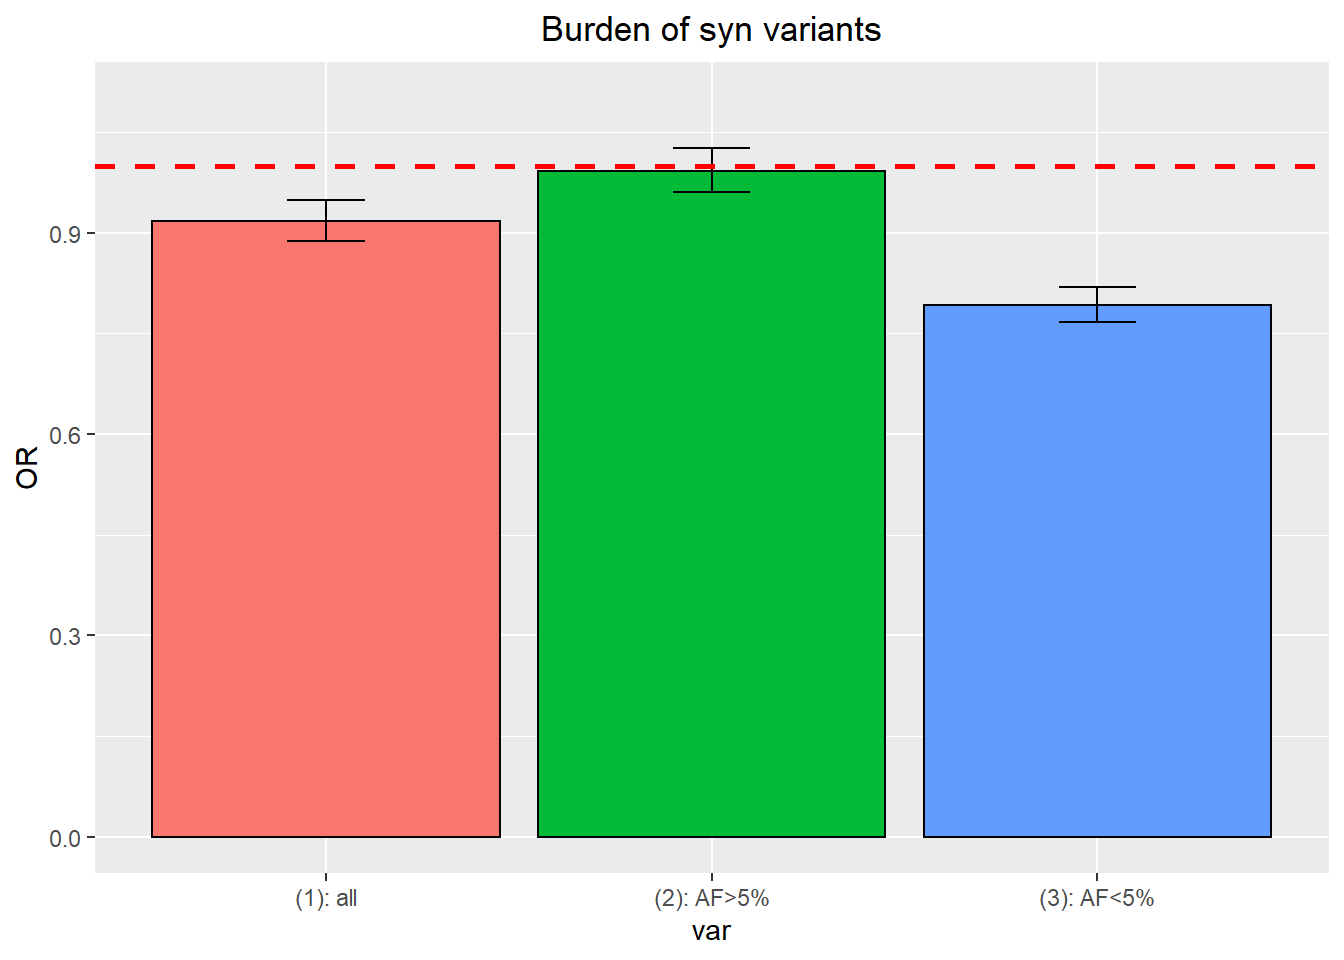 Burden of syn variants
OR
0.9
0.6
0.3
0.0
(1): all
(2): AF>5%
(3): AF<5%
var